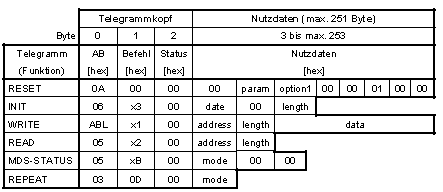 Telegrammkopf Nutzdaten (max. 251 Byte)
Byte 0 1 2 3 bis max. 253
Telegramm AB Befehl Status Nutzdaten
(Funktion) [hex] [hex] [hex] [hex]
RESET 0A 00 00 00 param option1 00 00 01 00 00
INIT 06 x3 00 date 00 length
WRITE ABL x1 00 address length data
READ 05 x2 00 address length
MDS-STATUS 05 xB 00 mode 00 00
REPEAT 03 0D 00 mode